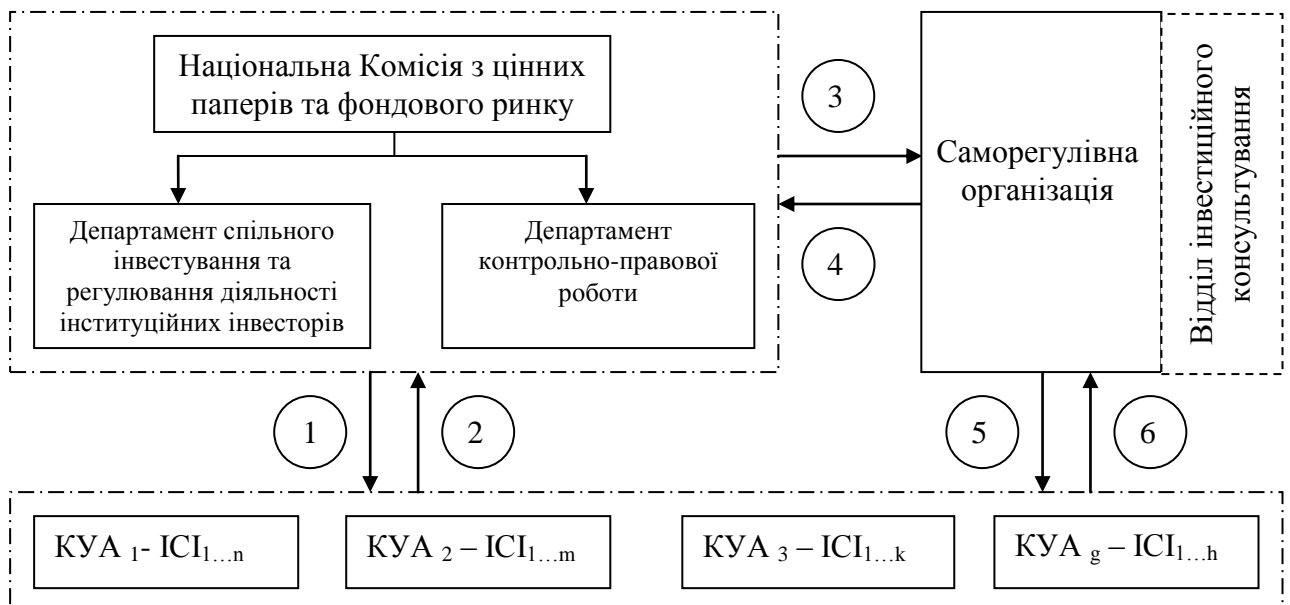 Національна Комісія з цінних
паперів та фондового ринку
3
Саморегулівна
організація
Відділ інвестиційного
консультування
Департамент спільного
інвестування та
регулювання діяльності
інституційних інвесторів
Департамент
контрольно-правової
роботи
4
1
2
5
6
КУА 1- ІСІ1…n
КУА 2 – ІСІ1…m
КУА 3 – ІСІ1…k
КУА g – ІСІ1…h